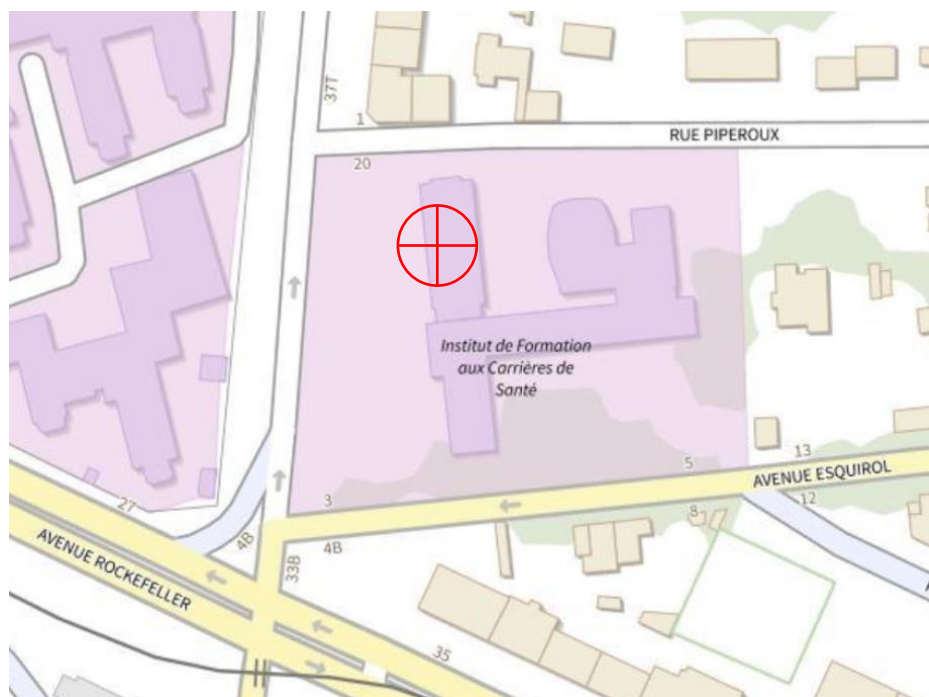 37T
1
RUE PIPEROUX
20
Institut de Formation
aux Carrières de
Santé
13
5
AVENUE ESQUIROL
3
27
12
8
4B
4B
AVENUE ROCKEFELLER
33B
35